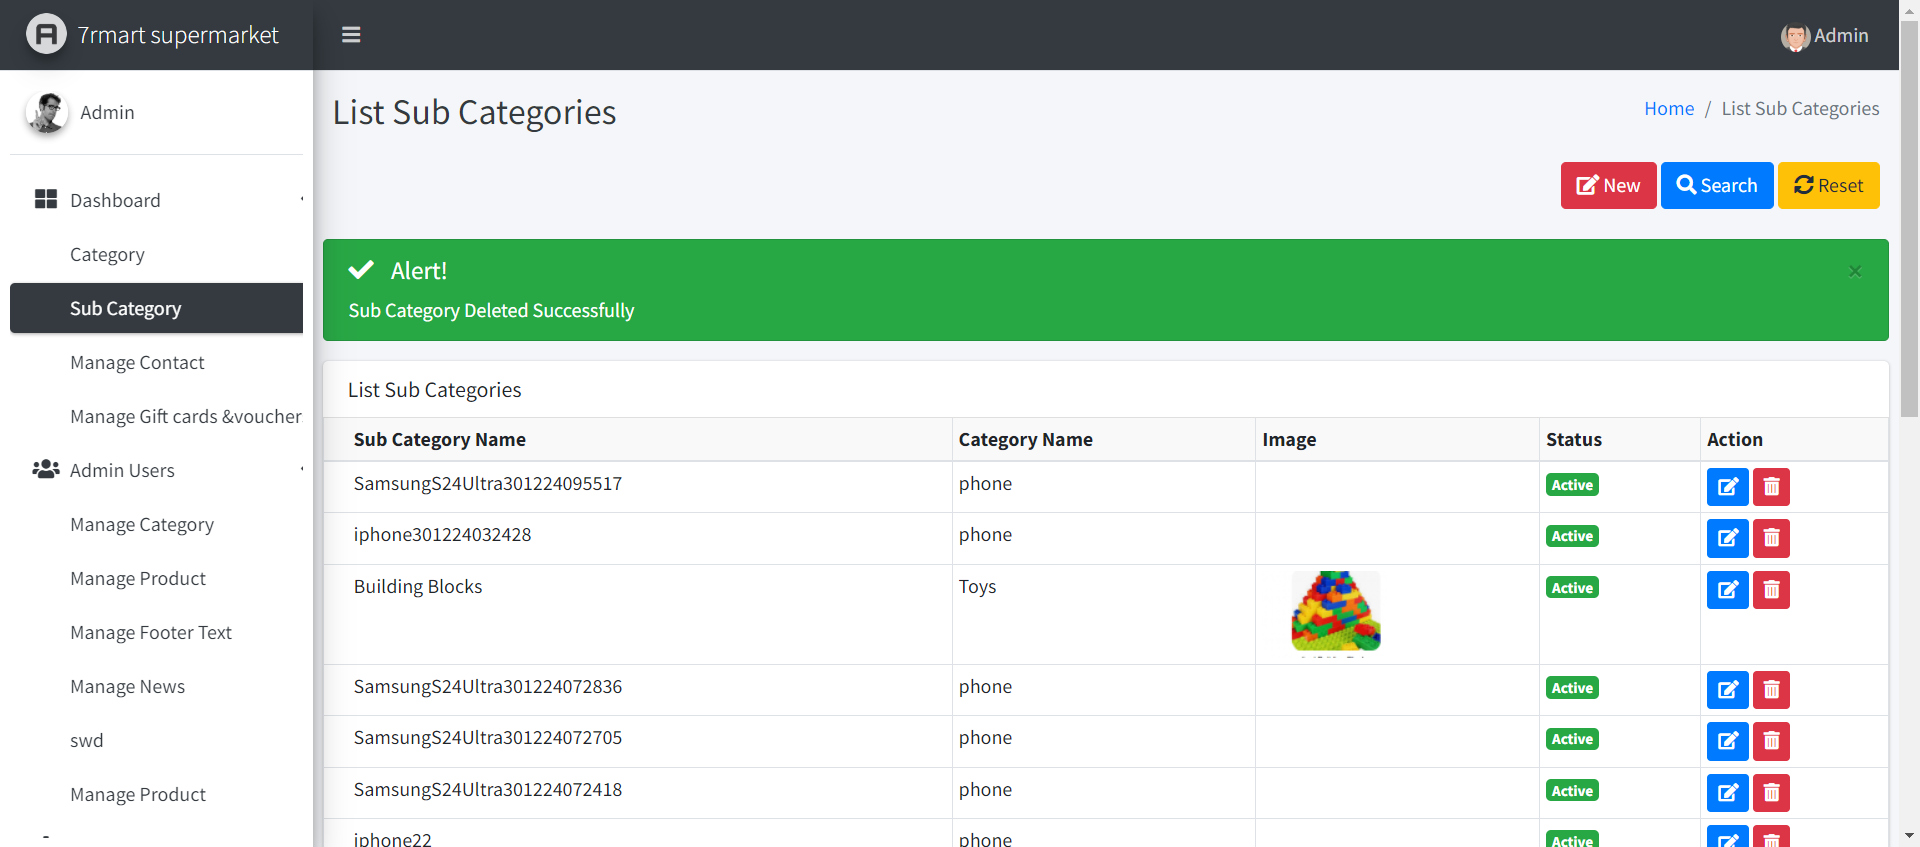 7rmart supermarket
Admin
Admin
Dashboard
Category
Sub Category
Manage Contact
Manage Gift cards &voucher
Admin Users
Manage Category
Manage Product
Manage Footer Text
Manage News
swd
Manage Product
List Sub Categories
Home / List Sub Categories
New Search Reset
Alert!
×
Sub Category Deleted Successfully
List Sub Categories
Sub Category Name Category Name Image Status Action
SamsungS24Ultra301224095517 phone Active
iphone301224032428 phone Active
Building Blocks Toys Active
SamsungS24Ultra301224072836 phone Active
SamsungS24Ultra301224072705 phone Active
SamsungS24Ultra301224072418 phone Active
iphone22 phone Active